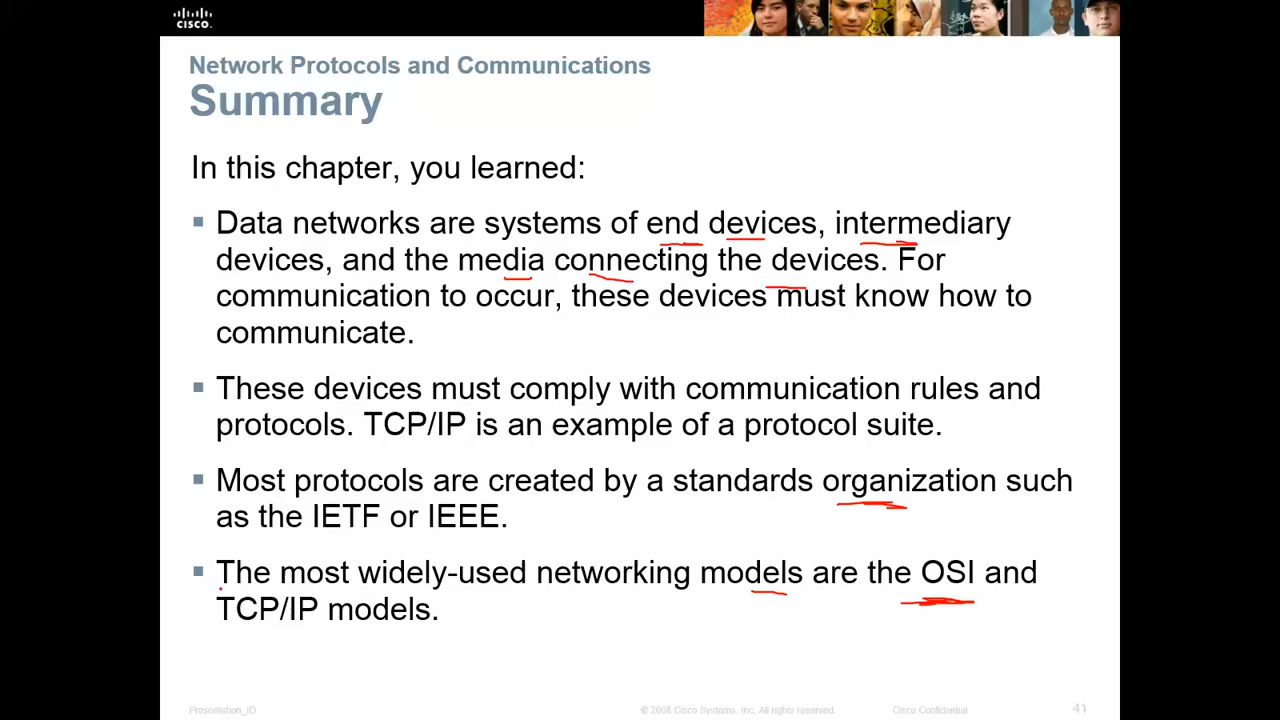 CISCO
Network Protocols and Communications
Summary
In this chapter, you learned:
▪ Data networks are systems of end devices, intermediary
devices, and the media connecting the devices. For
communication to occur, these devices must know how to
communicate.
▪ These devices must comply with communication rules and
protocols. TCP/IP is an example of a protocol suite.
▪ Most protocols are created by a standards organization such
as the IETF or IEEE.
▪ The most widely-used networking models are the OSI and
TCP/IP models.
Presentation_ID © 2008 Cisco Systems, Inc. All rights reserved. Cisco Confidential 41